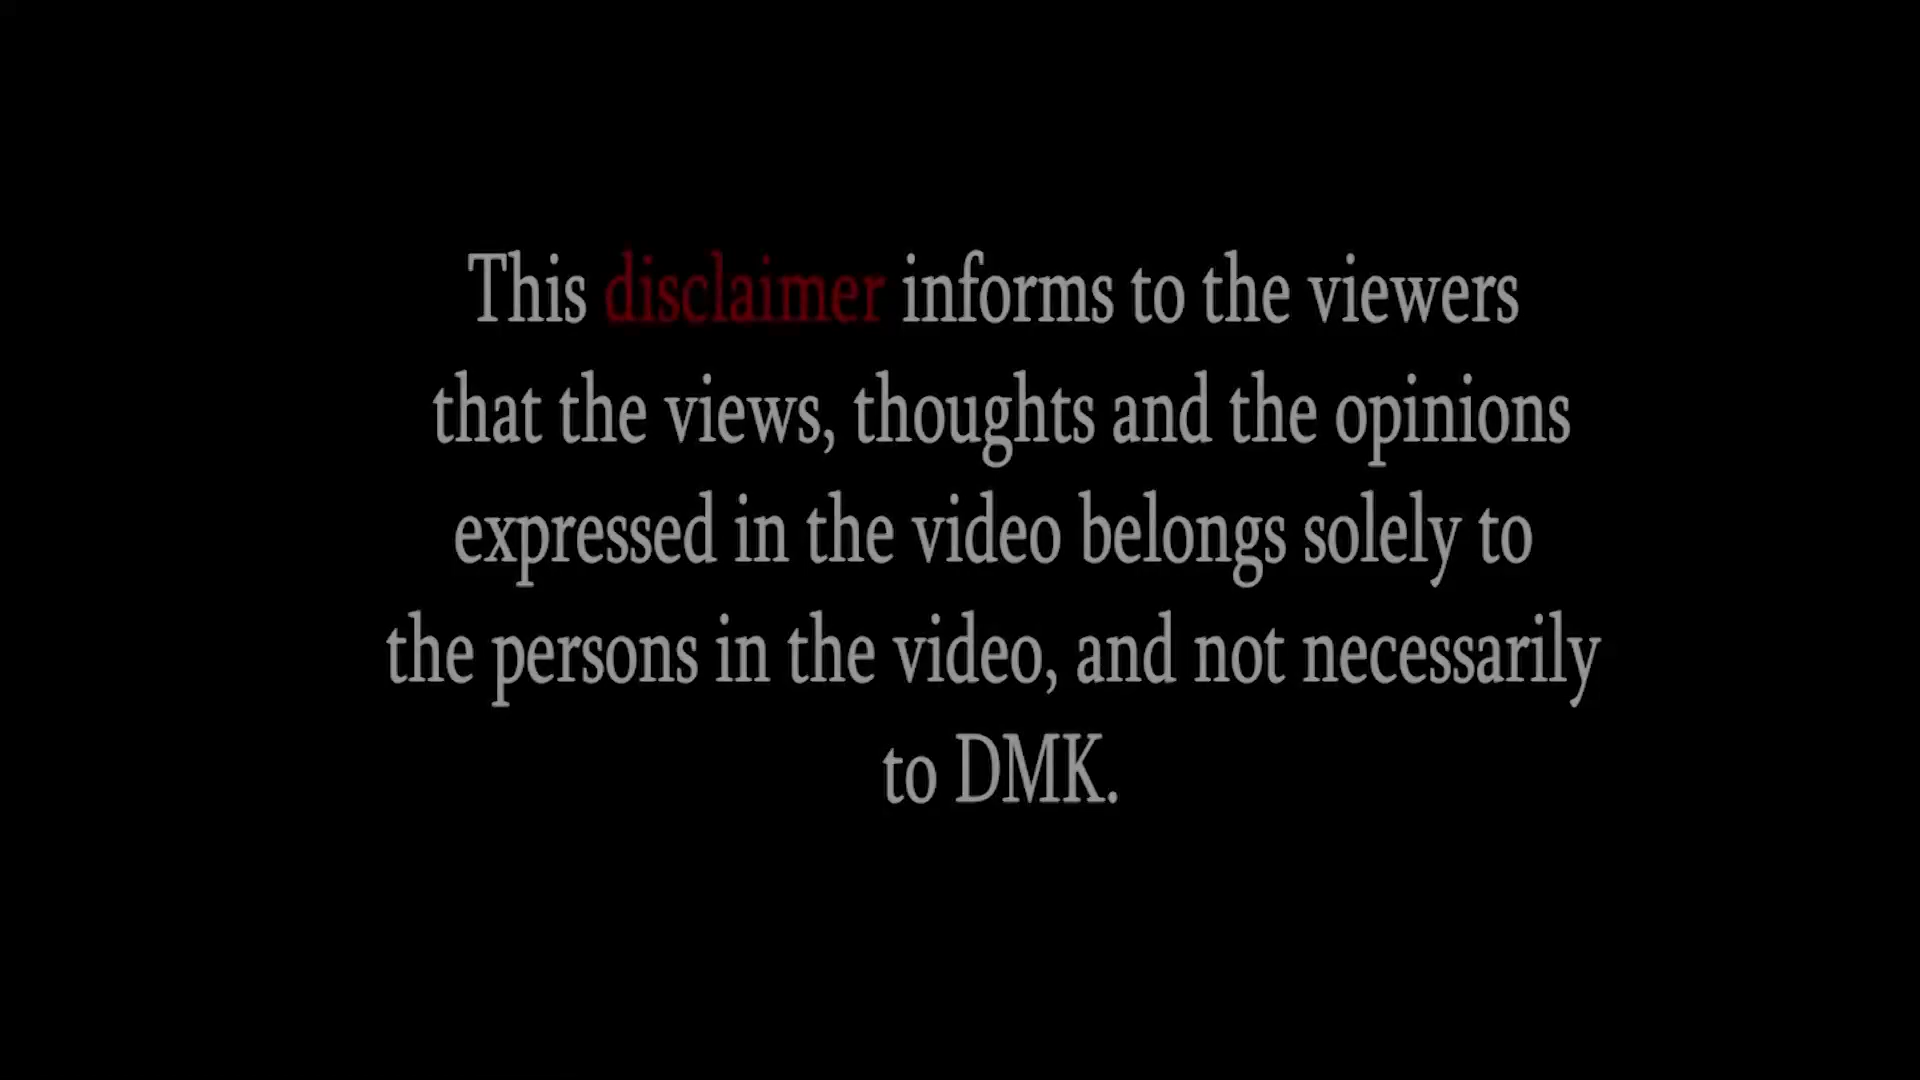 This disclaimer informs to the viewers
that the views, thoughts and the opinions
expressed in the video belongs solely to
the persons in the video, and not necessarily
to DMK.